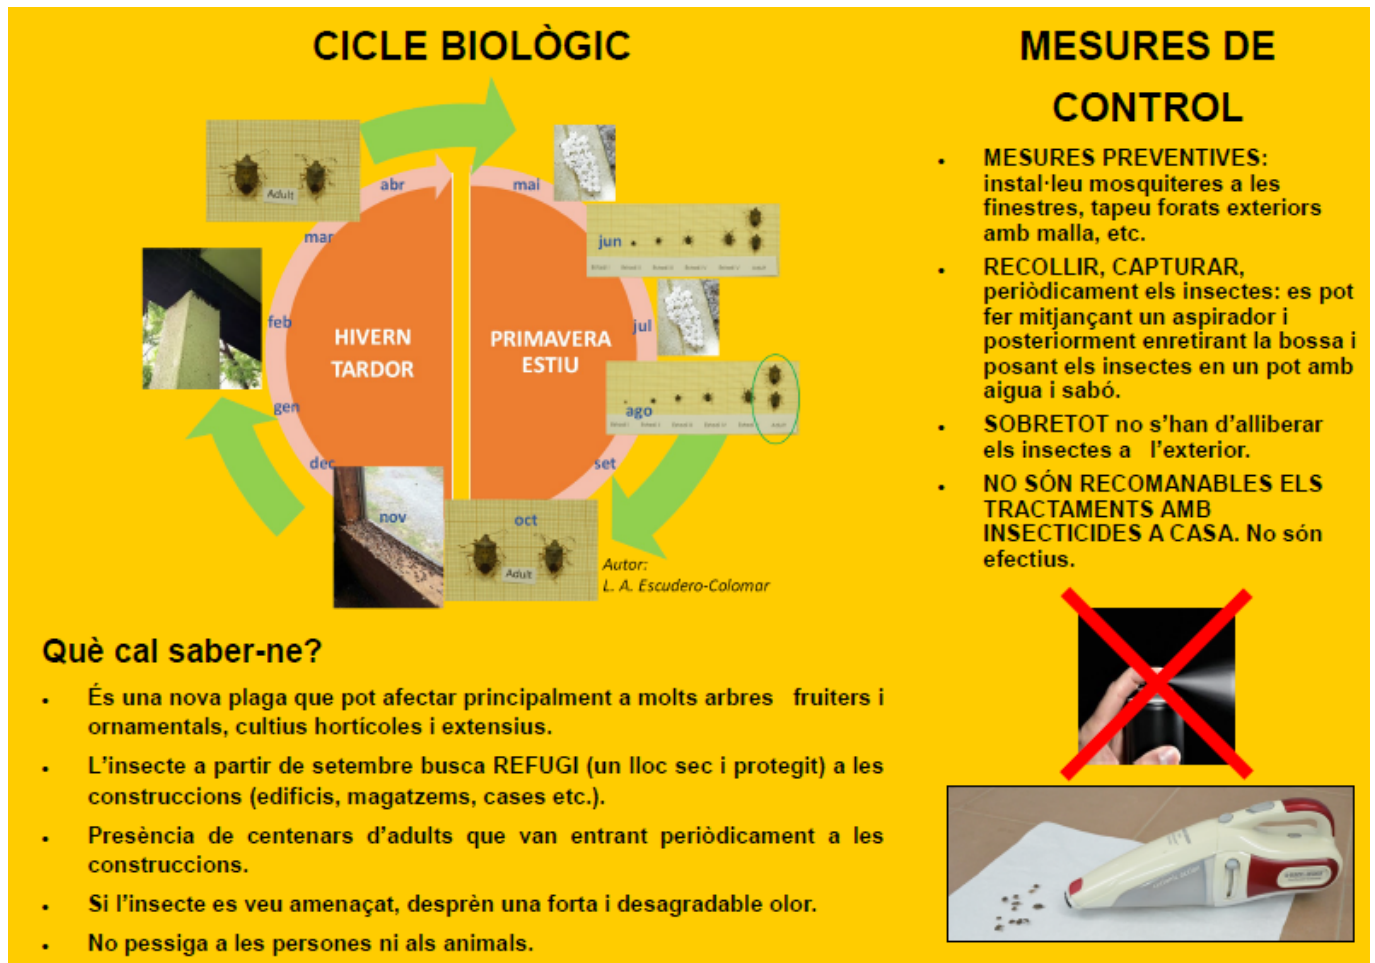 CICLE BIOLÒGIC
Adult
abr
mar
feb
gen
dec
nov
oct
Adult
mai
jun
jul
ago
set
HIVERN
TARDOR
PRIMAVERA
ESTIU
Autor:
L. A. Escudero-Colomar
Què cal saber-ne?
• És una nova plaga que pot afectar principalment a molts arbres fruiters i
ornamentals, cultius hortícoles i extensius.
• L’insecte a partir de setembre busca REFUGI (un lloc sec i protegit) a les
construccions (edificis, magatzems, cases etc.).
• Presència de centenars d’adults que van entrant periòdicament a les
construccions.
• Si l’insecte es veu amenaçat, desprèn una forta i desagradable olor.
• No pessiga a les persones ni als animals.
MESURES DE
CONTROL
• MESURES PREVENTIVES:
instal·leu mosquiteres a les
finestres, tapeu forats exteriors
amb malla, etc.
• RECOLLIR, CAPTURAR,
periòdicament els insectes: es pot
fer mitjançant un aspirador i
posteriorment enretirant la bossa i
posant els insectes en un pot amb
aigua i sabó.
• SOBRETOT no s’han d’alliberar
els insectes a l’exterior.
• NO SÓN RECOMANABLES ELS
TRACTAMENTS AMB
INSECTICIDES A CASA. No són
efectius.